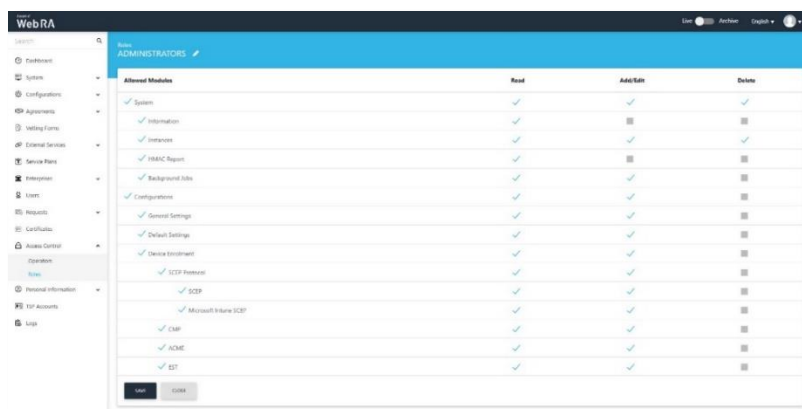 WebRA
Live Archive English
Search
Dashboard
System
Configurations
Agreements
Vetting Forms
External Services
Service Plans
Enterprises
Users
Requests
Certificates
Access Control
Operators
Roles
Personal Information
TSP Accounts
Logs
Roles
ADMINISTRATORS
Allowed Modules Read Add/Edit Delete
System
Information
Instances
HMAC Report
Background Jobs
Configurations
General Settings
Default Settings
Device Enrolment
SCEP Protocol
SCEP
Microsoft Intune SCEP
CMP
ACME
EST
SAVE CLOSE